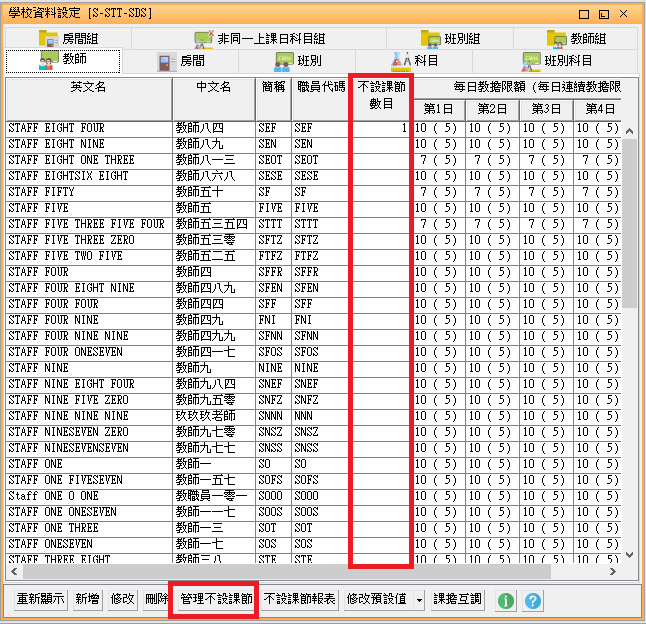 學校資料設定 [S-STT-SDS]
房間組 非同一上課日科目組 班別組 教師組
教師 房間 班別 科目 班別科目
英文名 中文名 簡稱 職員代碼 不設課節數目 每日教擔限額 (每日連續教擔限
第1日 第2日 第3日 第4日
STAFF EIGHT FOUR 教師八四 SEF SEF 1 10 ( 5) 10 ( 5) 10 ( 5) 10 ( 5)
STAFF EIGHT NINE 教師八九 SEN SEN 10 ( 5) 10 ( 5) 10 ( 5) 10 ( 5)
STAFF EIGHT ONE THREE 教師八一三 SEOT SEOT 7 ( 5) 7 ( 5) 7 ( 5) 7 ( 5)
STAFF EIGHTSIX EIGHT 教師八六八 SESE SESE 10 ( 5) 10 ( 5) 10 ( 5) 10 ( 5)
STAFF FIFTY 教師五十 SF SF 7 ( 5) 7 ( 5) 7 ( 5) 7 ( 5)
STAFF FIVE 教師五 FIVE FIVE 10 ( 5) 10 ( 5) 10 ( 5) 10 ( 5)
STAFF FIVE THREE FIVE FOUR 教師五三五四 STTT STTT 7 ( 5) 7 ( 5) 7 ( 5) 7 ( 5)
STAFF FIVE THREE ZERO 教師五三零 SFTZ SFTZ 10 ( 5) 10 ( 5) 10 ( 5) 10 ( 5)
STAFF FIVE TWO FIVE 教師五二五 FTFZ FTFZ 10 ( 5) 10 ( 5) 10 ( 5) 10 ( 5)
STAFF FOUR 教師四 SFFR SFFR 10 ( 5) 10 ( 5) 10 ( 5) 10 ( 5)
STAFF FOUR EIGHT NINE 教師四八九 SFEN SFEN 10 ( 5) 10 ( 5) 10 ( 5) 10 ( 5)
STAFF FOUR FOUR 教師四四 SFF SFF 10 ( 5) 10 ( 5) 10 ( 5) 10 ( 5)
STAFF FOUR NINE 教師四九 FNI FNI 10 ( 5) 10 ( 5) 10 ( 5) 10 ( 5)
STAFF FOUR NINE NINE 教師四九九 SFNN SFNN 10 ( 5) 10 ( 5) 10 ( 5) 10 ( 5)
STAFF FOUR ONESEVEN 教師四一七 SFOS SFOS 10 ( 5) 10 ( 5) 10 ( 5) 10 ( 5)
STAFF NINE 教師九 NINE NINE 10 ( 5) 10 ( 5) 10 ( 5) 10 ( 5)
STAFF NINE EIGHT FOUR 教師九八四 SNEF SNEF 10 ( 5) 10 ( 5) 10 ( 5) 10 ( 5)
STAFF NINE FIVE ZERO 教師九五零 SNFZ SNFZ 10 ( 5) 10 ( 5) 10 ( 5) 10 ( 5)
STAFF NINE NINE NINE 玫玫玫老師 SNNN NNN 10 ( 5) 10 ( 5) 10 ( 5) 10 ( 5)
STAFF NINESEVEN ZERO 教師九七零 SNSZ SNSZ 10 ( 5) 10 ( 5) 10 ( 5) 10 ( 5)
STAFF NINESEVENSEVEN 教師九七七 SNSS SNSS 10 ( 5) 10 ( 5) 10 ( 5) 10 ( 5)
STAFF ONE 教師一 SO SO 10 ( 5) 10 ( 5) 10 ( 5) 10 ( 5)
STAFF ONE FIVESEVEN 教師一五七 SOFS SOFS 10 ( 5) 10 ( 5) 10 ( 5) 10 ( 5)
Staff ONE O ONE 教職員一零一 SOOO SOOO 10 ( 5) 10 ( 5) 10 ( 5) 10 ( 5)
STAFF ONE ONESEVEN 教師一一七 SOOS SOOS 10 ( 5) 10 ( 5) 10 ( 5) 10 ( 5)
STAFF ONE THREE 教師一三 SOT SOT 10 ( 5) 10 ( 5) 10 ( 5) 10 ( 5)
STAFF ONESEVEN 教師一七 SOS SOS 10 ( 5) 10 ( 5) 10 ( 5) 10 ( 5)
STAFF THREE EIGHT 教師三八 STE STE 10 ( 5) 10 ( 5) 10 ( 5) 10 ( 5)
重新顯示 新增 修改 刪除 管理不設課節 不設課節報表 修改預設值 課擔互調